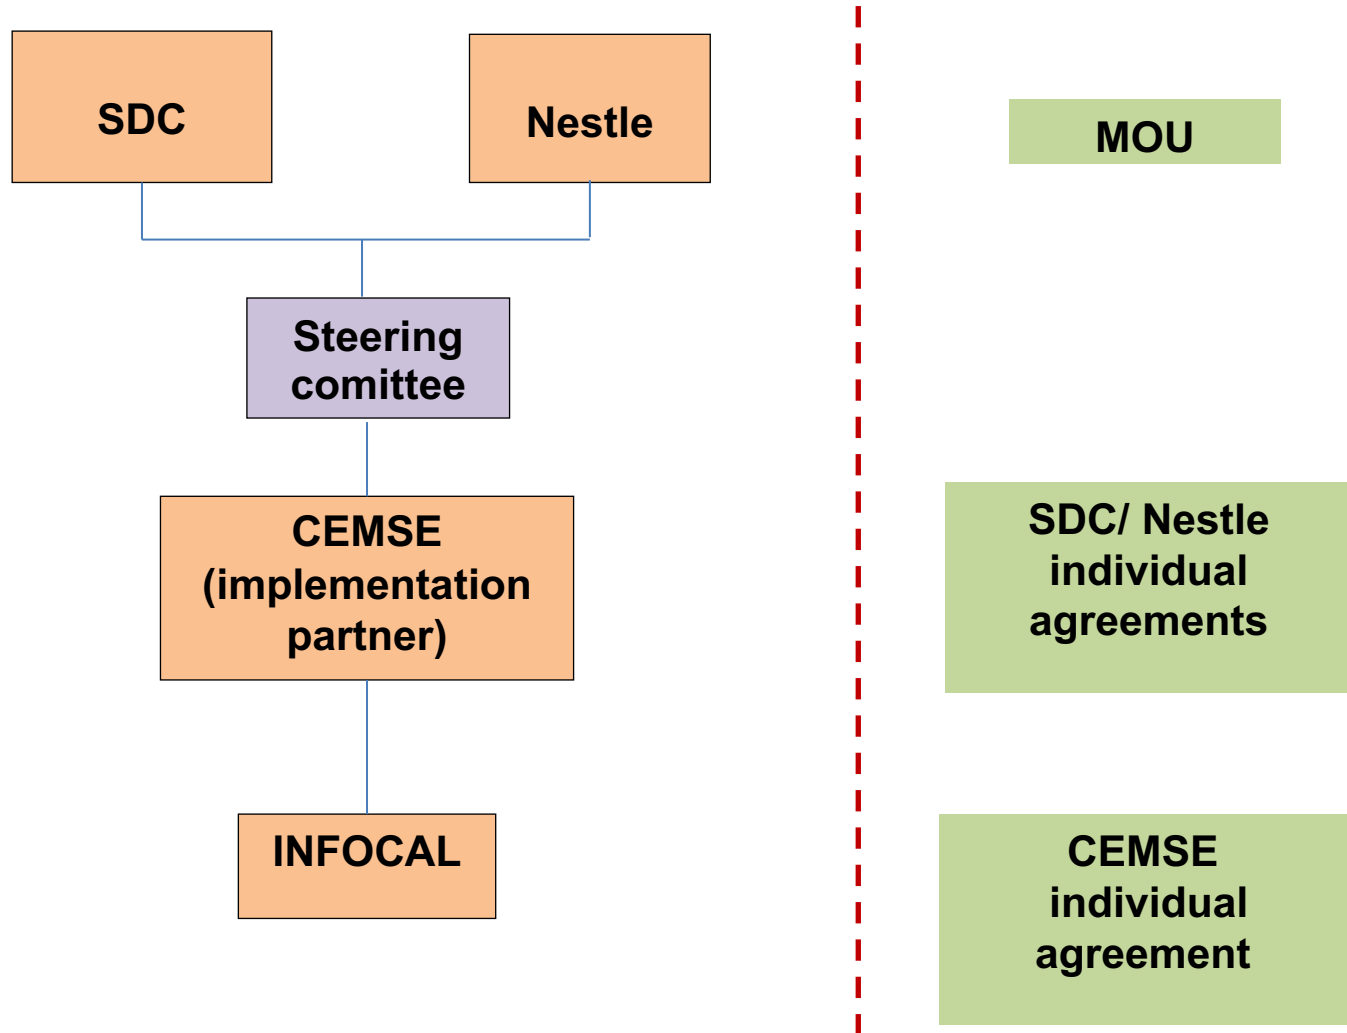 SDC
Nestle
MOU
Steering
comittee
CEMSE
(implementation
partner)
SDC/ Nestle
individual
agreements
INFOCAL
CEMSE
individual
agreement